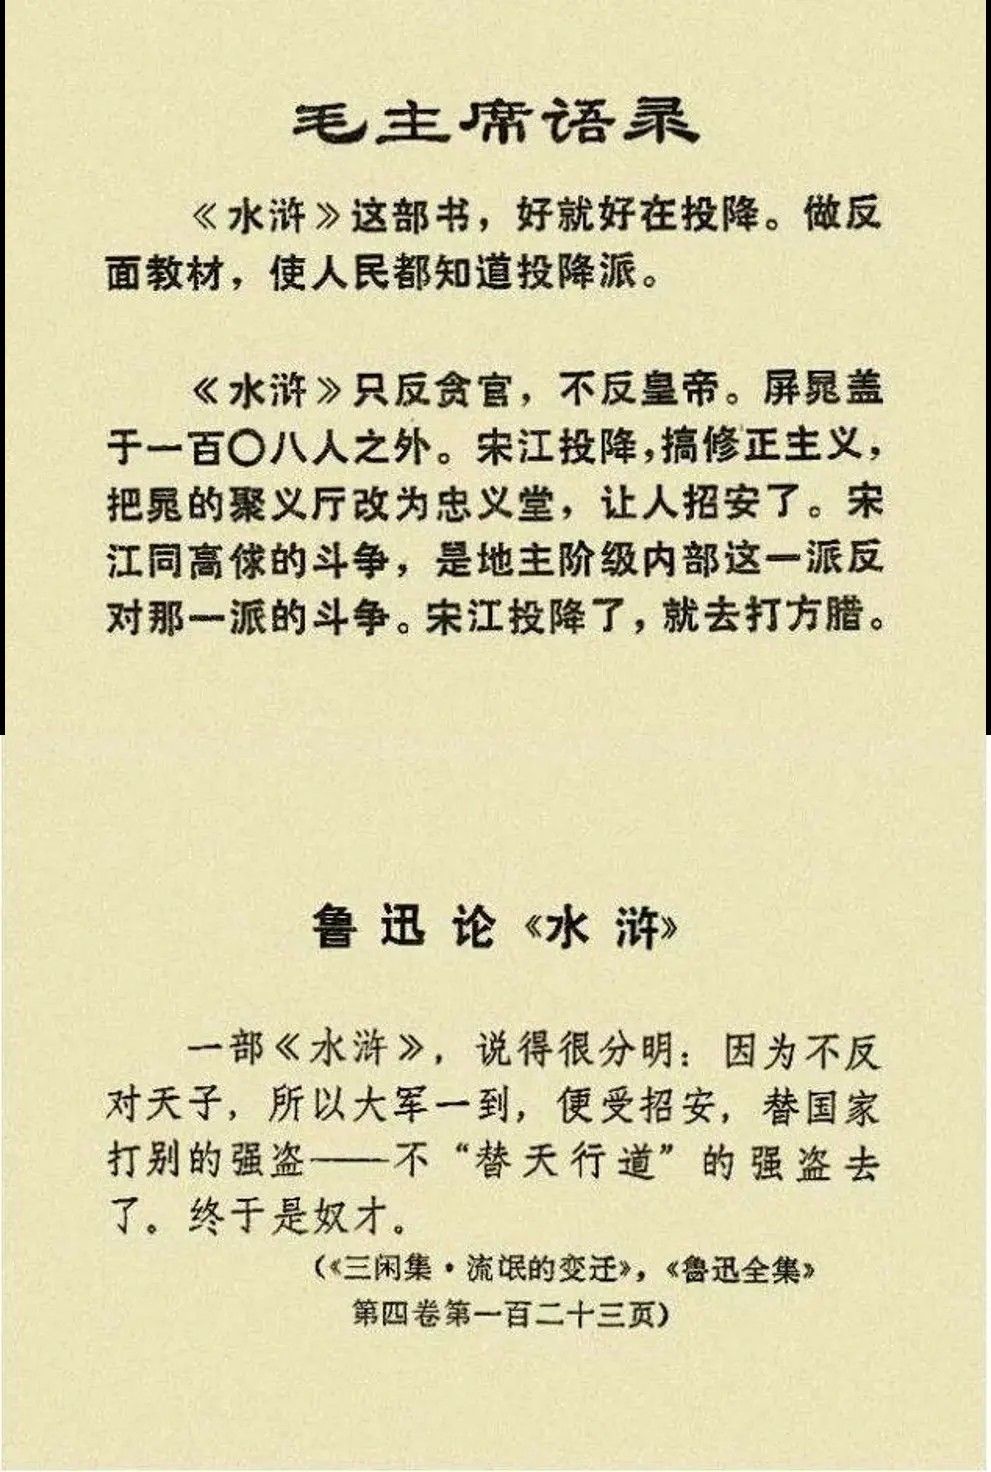 毛主席语录
《水浒》这部书，好就好在投降。做反
面教材，使人民都知道投降派。
《水浒》只反贪官，不反皇帝。屏晁盖
于一百〇八人之外。宋江投降，搞修正主义，
把晁的聚义厅改为忠义堂，让人招安了。宋
江同高俅的斗争，是地主阶级内部这一派反
对那一派的斗争。宋江投降了，就去打方腊。
鲁迅论《水浒》
一部《水浒》，说得很分明：因为不反
对天子，所以大军一到，便受招安，替国家
打别的强盗——不“替天行道”的强盗去
了。终于是奴才。
（《三闲集·流氓的变迁》，《鲁迅全集》
第四卷第一百二十三页）